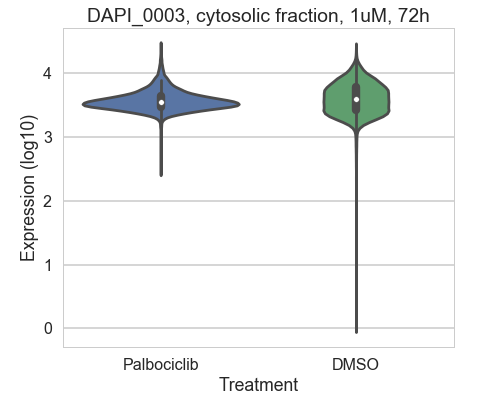 DAPI_0003, cytosolic fraction, 1uM, 72h
Expression (log10)
4
3
2
1
0
Palbociclib
DMSO
Treatment